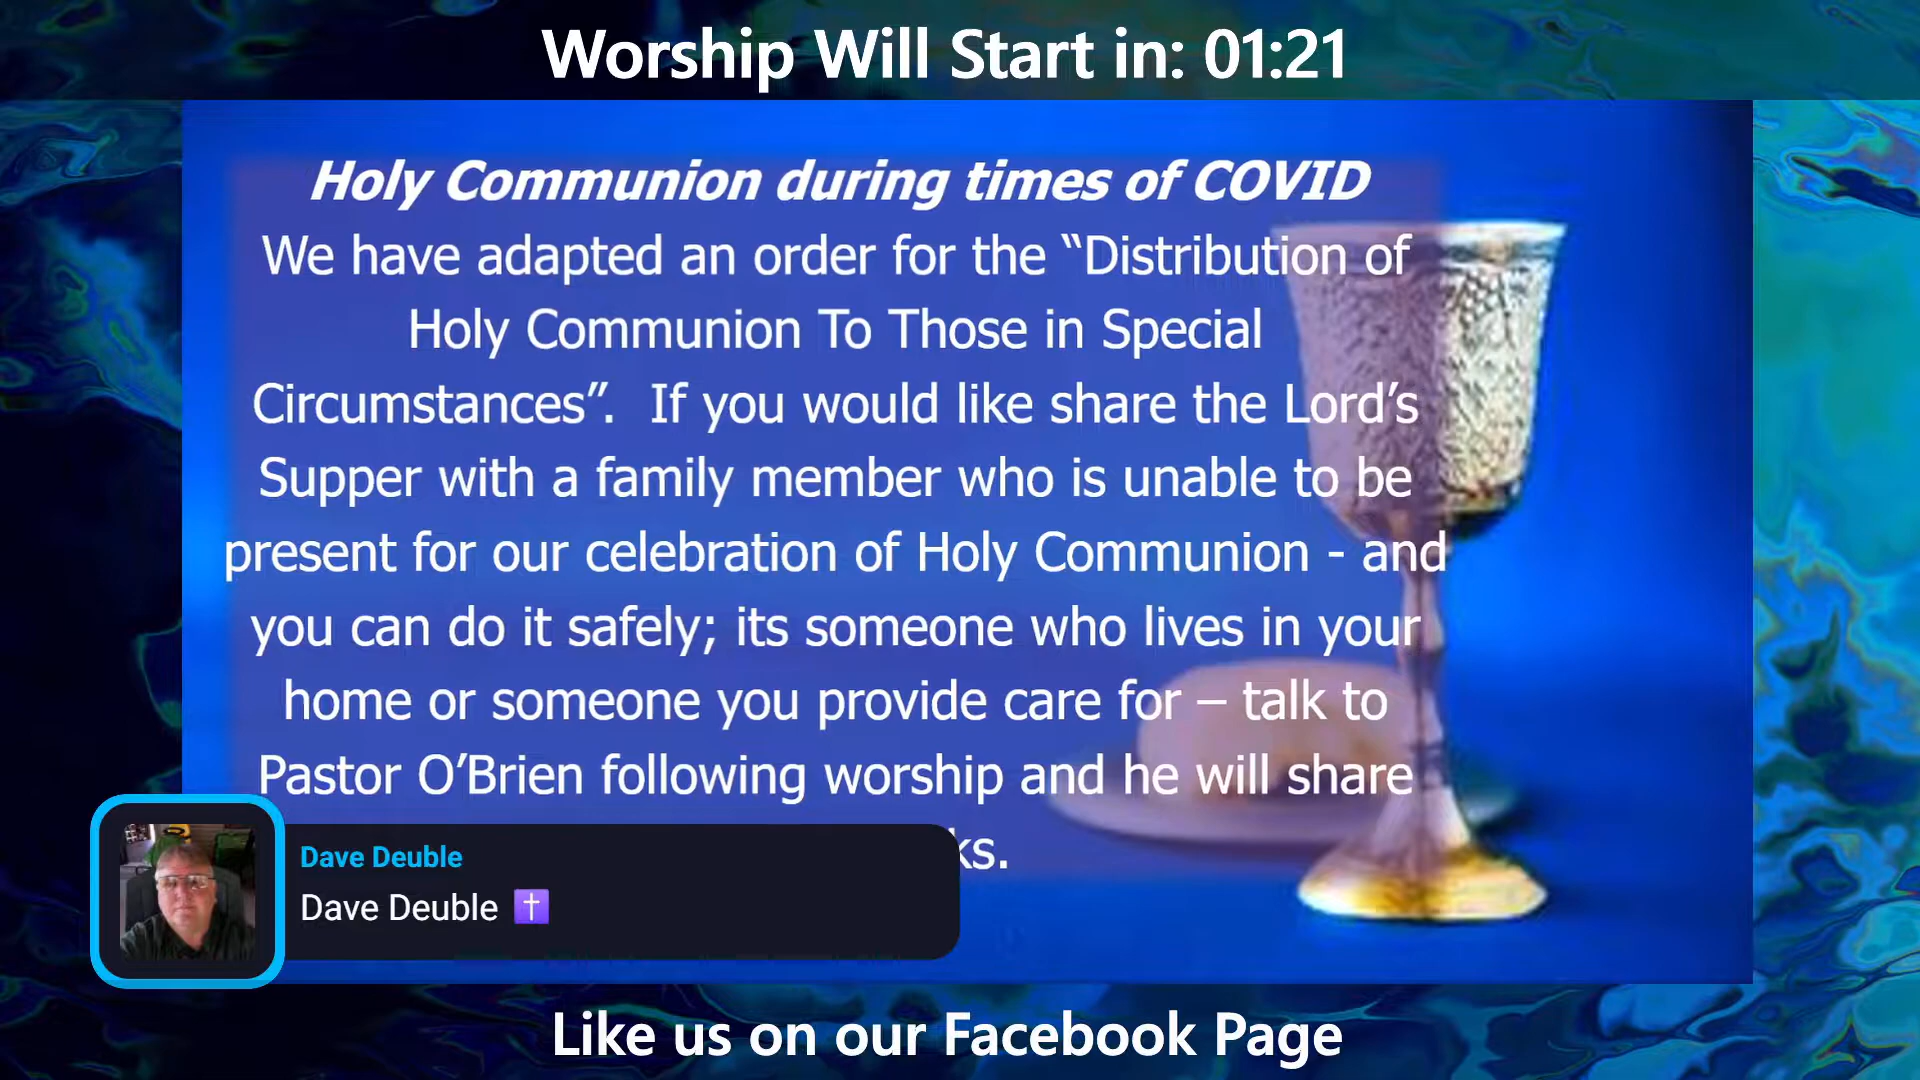 Worship Will Start in: 01:21
Holy Communion during times of COVID
We have adapted an order for the “Distribution of
Holy Communion To Those in Special
Circumstances”.  If you would like share the Lord’s
Supper with a family member who is unable to be
present for our celebration of Holy Communion - and
you can do it safely; its someone who lives in your
home or someone you provide care for – talk to
Pastor O’Brien following worship and he will share
ks.
Dave Deuble
Dave Deuble ✝️
Like us on our Facebook Page